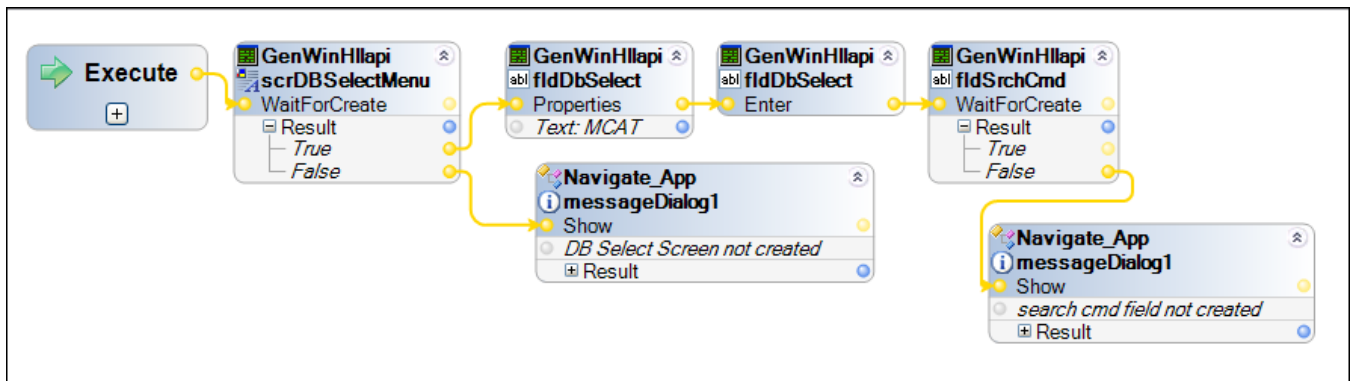 Execute
GenWinHllapi
scrDBSelectMenu
WaitForCreate
Result
True
False
GenWinHllapi
fldDbSelect
Properties
Text: MCAT
GenWinHllapi
fldDbSelect
Enter
GenWinHllapi
fldSrchCmd
WaitForCreate
Result
True
False
Navigate_App
messageDialog1
Show
DB Select Screen not created
Result
Navigate_App
messageDialog1
Show
search cmd field not created
Result